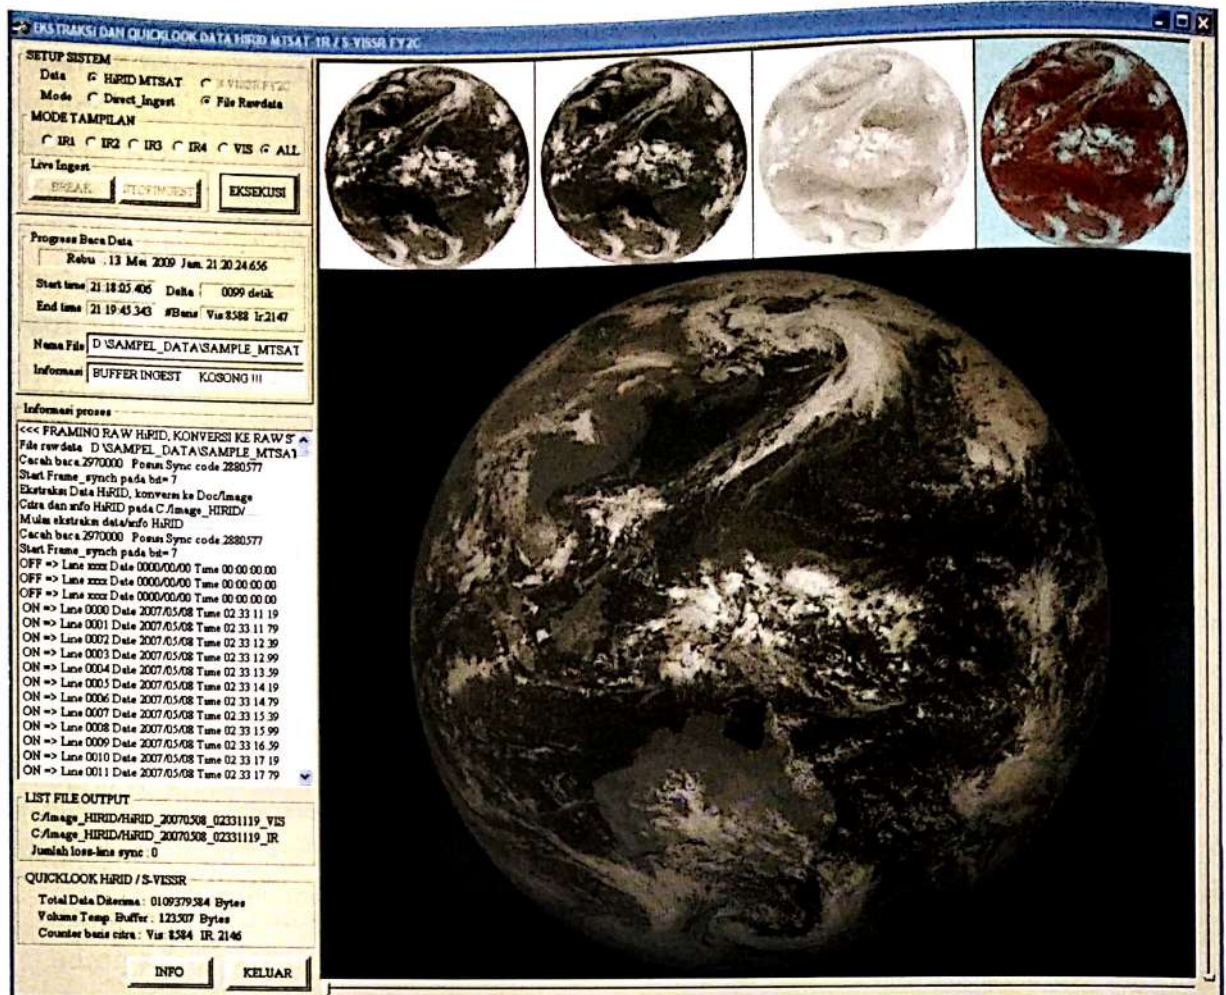 EKSTRAKSI DAN QUICKLOOK DATA HIRID MTSAT-1R / S-VISSR FY2C
SETUP SISTEM
Data HiRID MTSAT S-VISSR FY2C
Mode Direct_Ingest File Rawdata
MODE TAMPILAN
IR1 IR2 IR3 IR4 VIS ALL
Live Ingest
BREAK STOP INGEST EKSEKUSI
Progress Baca Data
Rebu : 13 Mei 2009 Jam. 21:20:24.656
Start time 21:18:05.406 Delta 0099 detik
End time 21:19:45.343 #Baris Vis:8588 Ir:2147
Nama File D:\SAMPEL_DATA\SAMPLE_MTSAT
Informasi BUFFER INGEST KOSONG !!!
Informasi proses
<<< FRAMING RAW HiRID, KONVERSI KE RAW S
File rawdata D:\SAMPEL_DATA\SAMPLE_MTSAT
Cacah baca:2970000 Posisi Sync code:2880577
Start Frame_synch pada bit= 7
Ekstraksi Data HiRID, konversi ke Doc/Image
Citra dan info HiRID pada C:/Image_HIRID/
Mulai ekstraksi data/info HiRID
Cacah baca:2970000 Posisi Sync code:2880577
Start Frame_synch pada bit= 7
OFF => Line xxxx Date 0000/00/00 Time 00:00:00.00
OFF => Line xxxx Date 0000/00/00 Time 00:00:00.00
OFF => Line xxxx Date 0000/00/00 Time 00:00:00.00
ON => Line 0000 Date 2007/05/08 Time 02:33:11.19
ON => Line 0001 Date 2007/05/08 Time 02:33:11.79
ON => Line 0002 Date 2007/05/08 Time 02:33:12.39
ON => Line 0003 Date 2007/05/08 Time 02:33:12.99
ON => Line 0004 Date 2007/05/08 Time 02:33:13.59
ON => Line 0005 Date 2007/05/08 Time 02:33:14.19
ON => Line 0006 Date 2007/05/08 Time 02:33:14.79
ON => Line 0007 Date 2007/05/08 Time 02:33:15.39
ON => Line 0008 Date 2007/05/08 Time 02:33:15.99
ON => Line 0009 Date 2007/05/08 Time 02:33:16.59
ON => Line 0010 Date 2007/05/08 Time 02:33:17.19
ON => Line 0011 Date 2007/05/08 Time 02:33:17.79
LIST FILE OUTPUT
C:/Image_HIRID/HiRID_20070508_02331119_VIS
C:/Image_HIRID/HiRID_20070508_02331119_IR
Jumlah loss-line sync : 0
QUICKLOOK HiRID / S-VISSR
Total Data Diterima : 0109379584 Bytes
Volume Temp. Buffer : 123507 Bytes
Counter baris citra : Vis: 8584 IR: 2146
INFO KELUAR